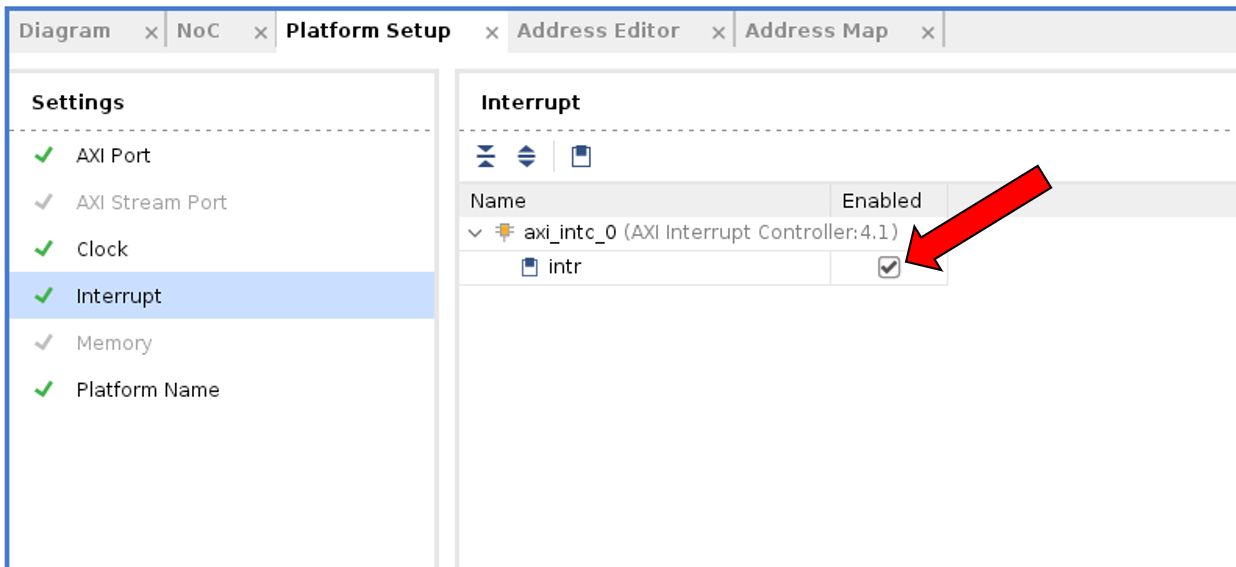 Diagram NoC Platform Setup Address Editor Address Map
Settings
AXI Port
AXI Stream Port
Clock
Interrupt
Memory
Platform Name
Interrupt
Name Enabled
axi_intc_0 (AXI Interrupt Controller:4.1)
intr